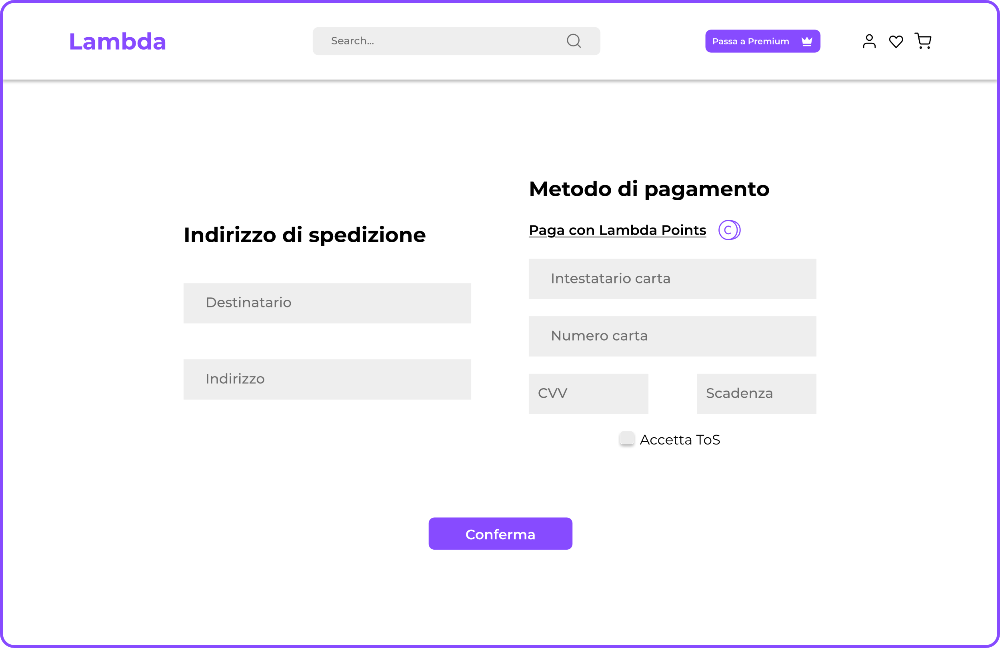 Lambda
Search...
Passa a Premium
Indirizzo di spedizione
Destinatario
Indirizzo
Metodo di pagamento
Paga con Lambda Points
C
Intestatario carta
Numero carta
CVV
Scadenza
Accetta ToS
Conferma